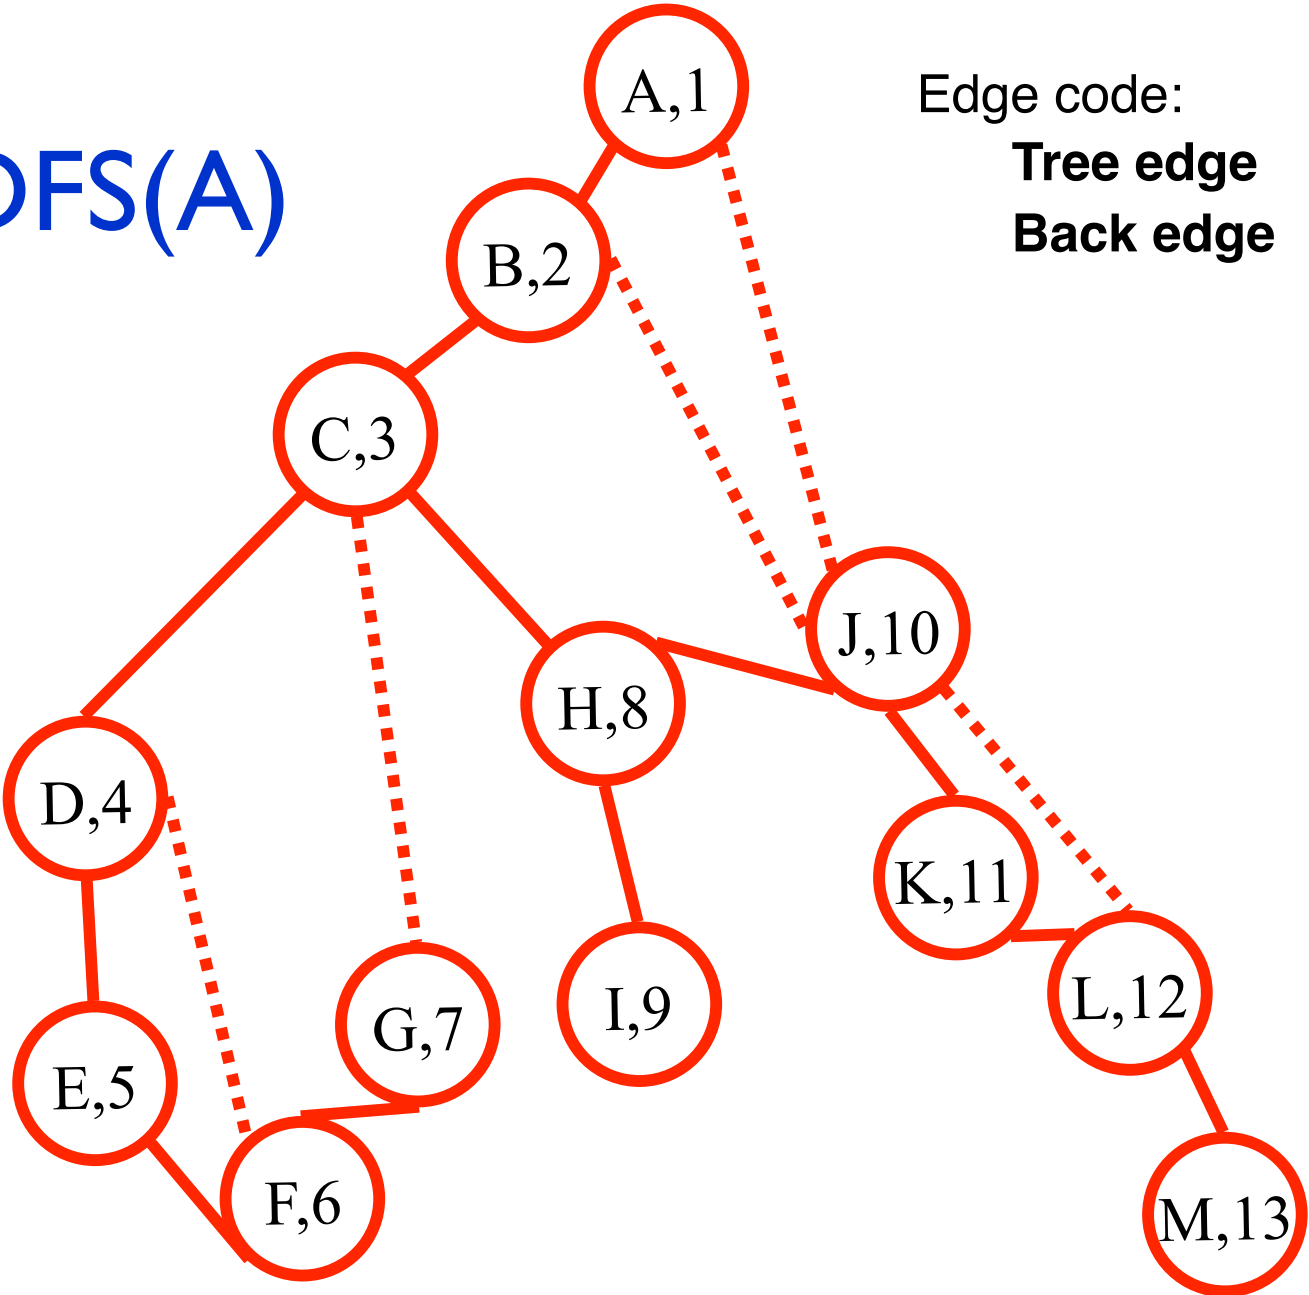 DFS(A)
Edge code:
Tree edge
Back edge
A,1
B,2
C,3
J,10
H,8
D,4
K,11
L,12
I,9
G,7
E,5
F,6
M,13